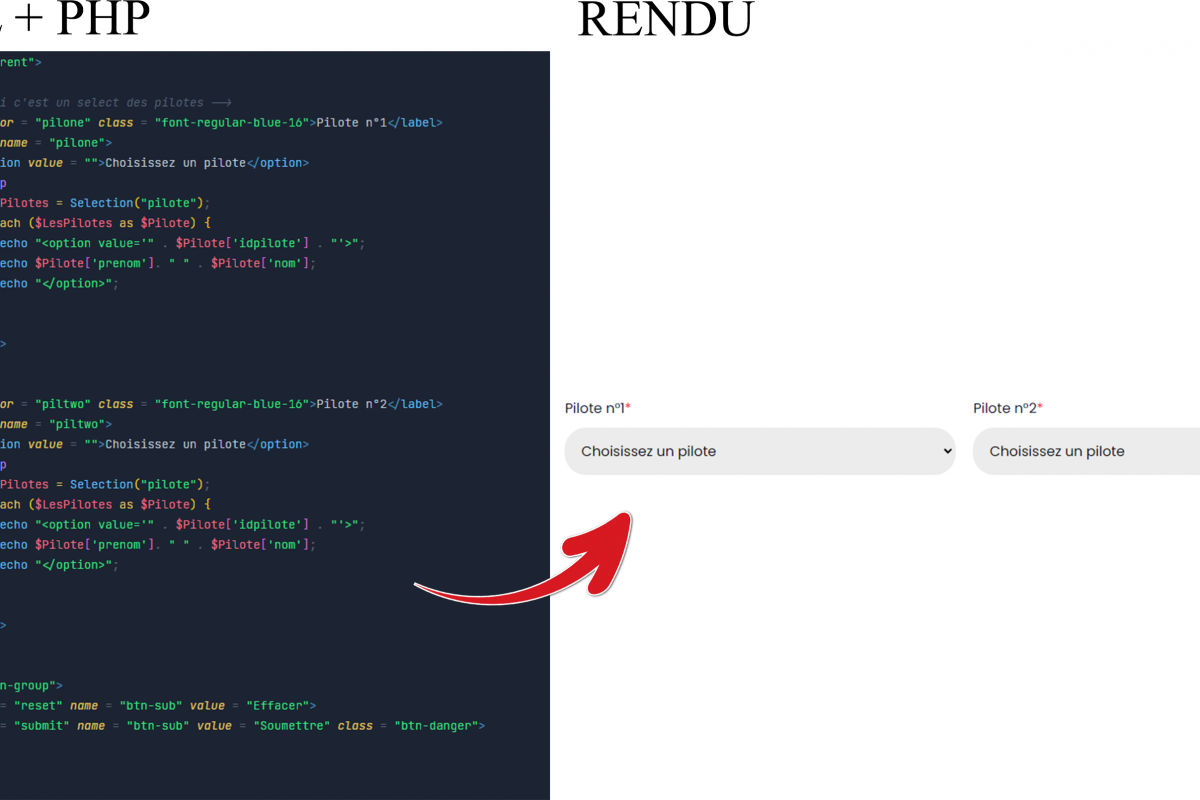 + PHP
RENDU
rent">
i c'est un select des pilotes -->
or = "pilone" class = "font-regular-blue-16">Pilote n°1</label>
name = "pilone">
ion value = "">Choisissez un pilote</option>
p
Pilotes = Selection("pilote");
ach ($LesPilotes as $Pilote) {
echo "<option value='" . $Pilote['idpilote'] . "'>";
echo $Pilote['prenom']. " " . $Pilote['nom'];
echo "</option>";
>
or = "piltwo" class = "font-regular-blue-16">Pilote n°2</label>
name = "piltwo">
ion value = "">Choisissez un pilote</option>
p
Pilotes = Selection("pilote");
ach ($LesPilotes as $Pilote) {
echo "<option value='" . $Pilote['idpilote'] . "'>";
echo $Pilote['prenom']. " " . $Pilote['nom'];
echo "</option>";
>
n-group">
= "reset" name = "btn-sub" value = "Effacer">
= "submit" name = "btn-sub" value = "Soumettre" class = "btn-danger">
Pilote n°1*
Pilote n°2*
Choisissez un pilote
Choisissez un pilote